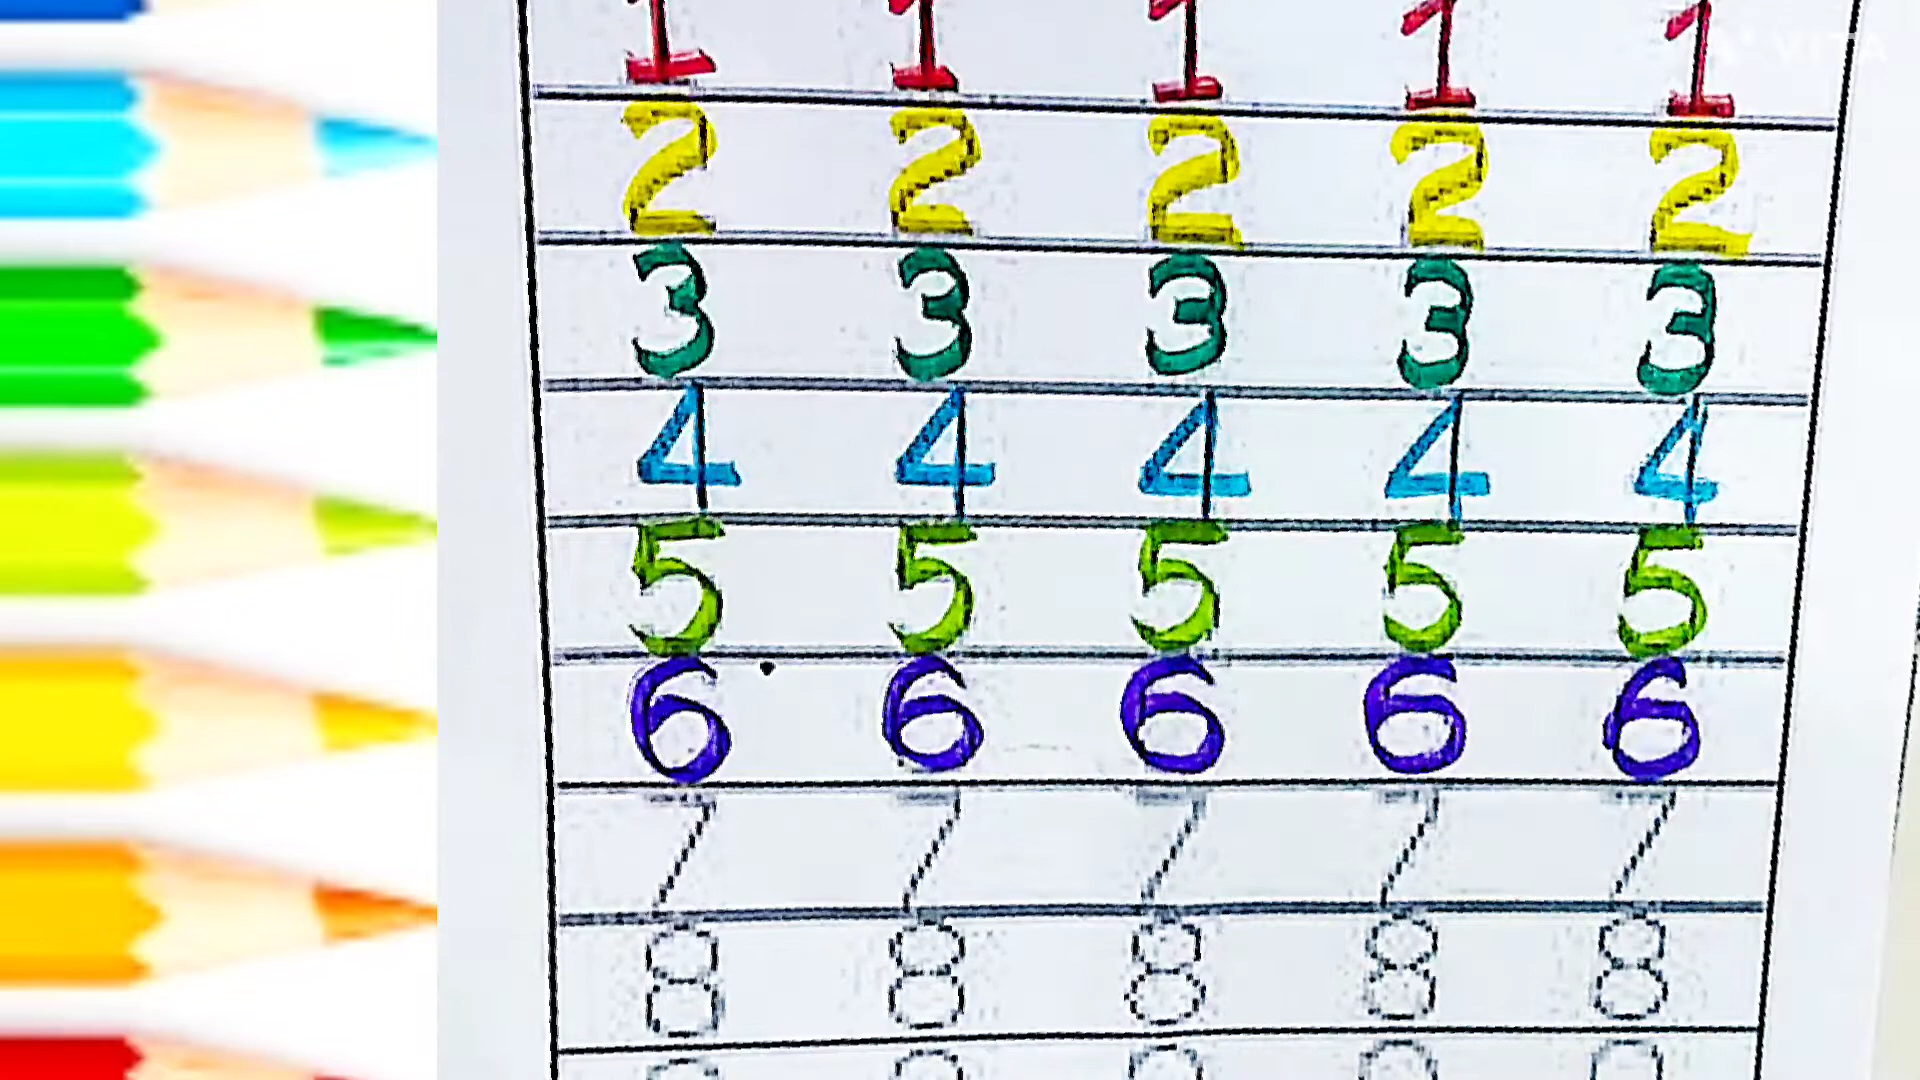 1 1 1 1 1
2 2 2 2 2
3 3 3 3 3
4 4 4 4 4
5 5 5 5 5
6 6 6 6 6
7 7 7 7 7
8 8 8 8 8
VITA